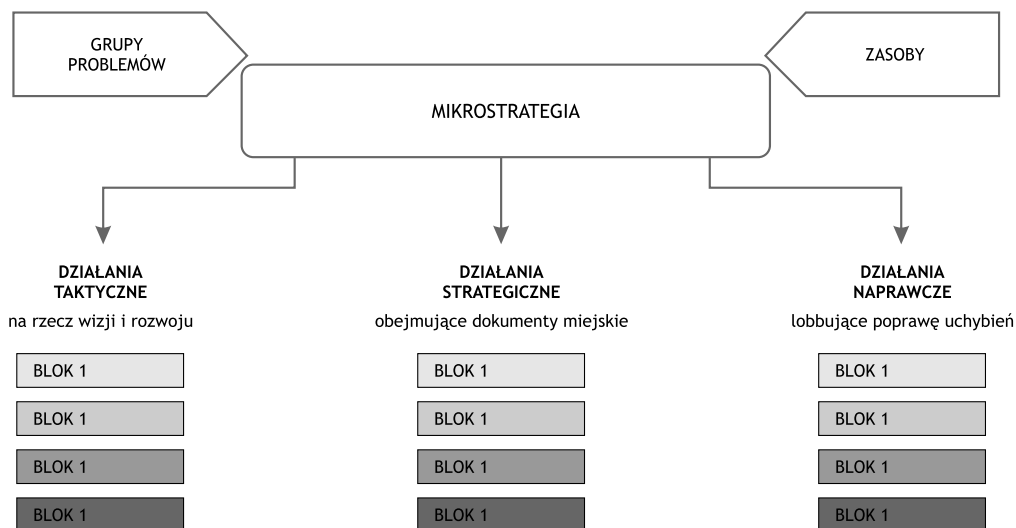 GRUPY
PROBLEMÓW
ZASOBY
MIKROSTRATEGIA
DZIAŁANIA
TAKTYCZNE
na rzecz wizji i rozwoju
BLOK 1
BLOK 1
BLOK 1
BLOK 1
DZIAŁANIA
STRATEGICZNE
obejmujące dokumenty miejskie
BLOK 1
BLOK 1
BLOK 1
BLOK 1
DZIAŁANIA
NAPRAWCZE
lobbujące poprawę uchybień
BLOK 1
BLOK 1
BLOK 1
BLOK 1